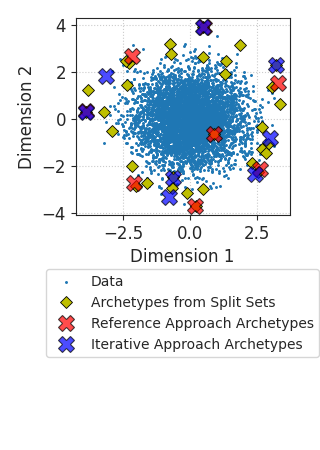 4
2
0
−2
−4
Dimension 2
−2.5 0.0 2.5
Dimension 1
Data
Archetypes from Split Sets
Reference Approach Archetypes
Iterative Approach Archetypes